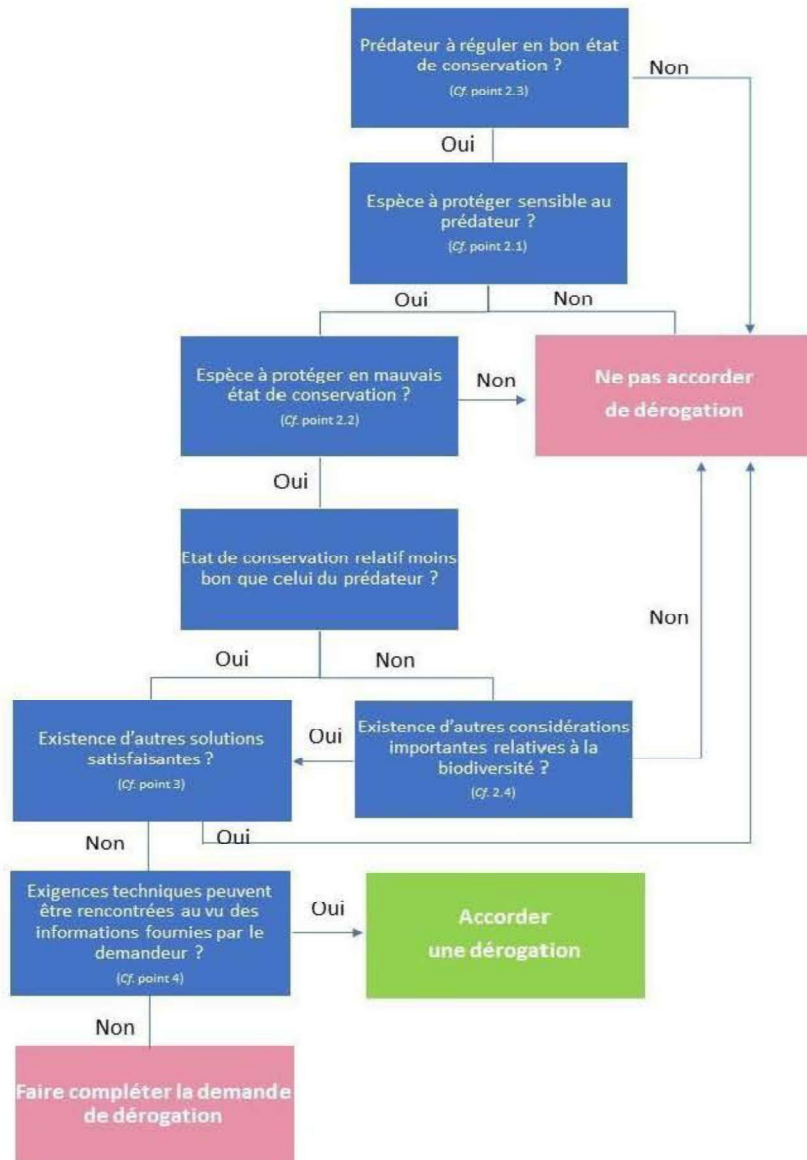 Prédateur à réguler en bon état
de conservation ?
(Cf. point 2.3)
Non
Oui
Espèce à protéger sensible au
prédateur ?
(Cf. point 2.1)
Oui
Non
Espèce à protéger en mauvais
état de conservation ?
(Cf. point 2.2)
Non
Ne pas accorder
de dérogation
Oui
Etat de conservation relatif moins
bon que celui du prédateur ?
Non
Oui
Non
Existence d'autres solutions
satisfaisantes ?
(Cf. point 3)
Oui
Existence d'autres considérations
importantes relatives à la
biodiversité ?
(Cf. 2.4)
Non
Oui
Exigences techniques peuvent
être rencontrées au vu des
informations fournies par le
demandeur ?
(Cf. point 4)
Oui
Accorder
une dérogation
Non
Faire compléter la demande
de dérogation